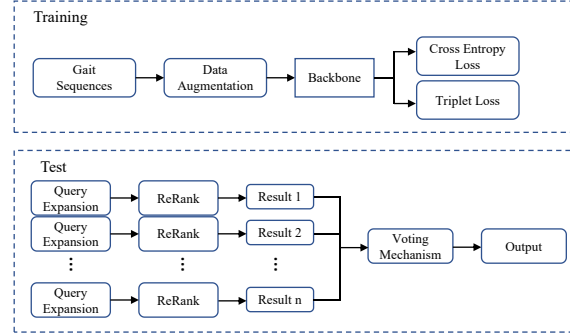 Training
Gait
Sequences
Data
Augmentation
Backbone
Cross Entropy
Loss
Triplet Loss
Test
Query
Expansion
ReRank
Result 1
Query
Expansion
ReRank
Result 2
Voting
Mechanism
Output
Query
Expansion
ReRank
Result n